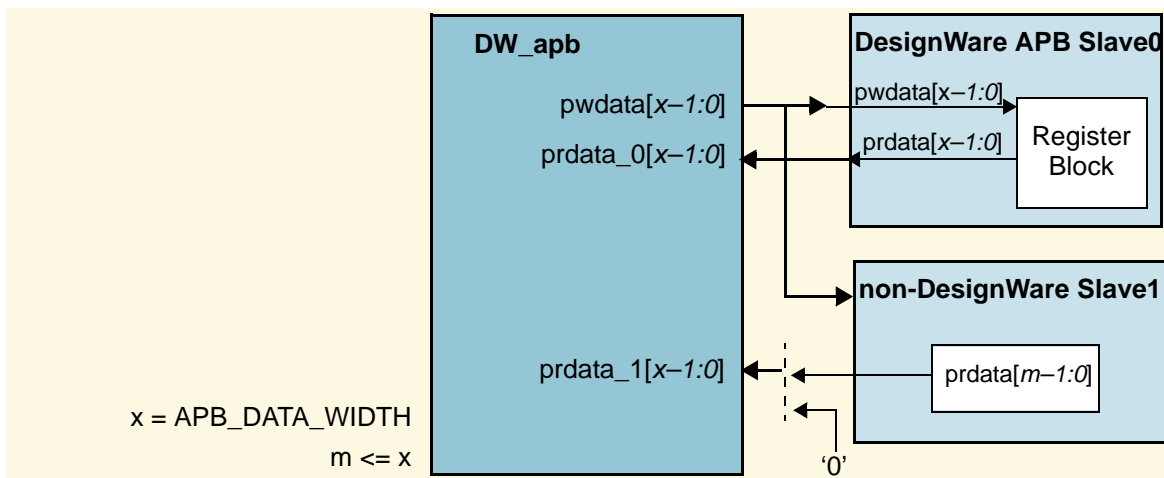 DW_apb
pwdata[x–1:0]
prdata_0[x–1:0]
prdata_1[x–1:0]
DesignWare APB Slave0
pwdata[x–1:0]
prdata[x–1:0]
Register
Block
non-DesignWare Slave1
prdata[m–1:0]
‘0’
x = APB_DATA_WIDTH
m <= x